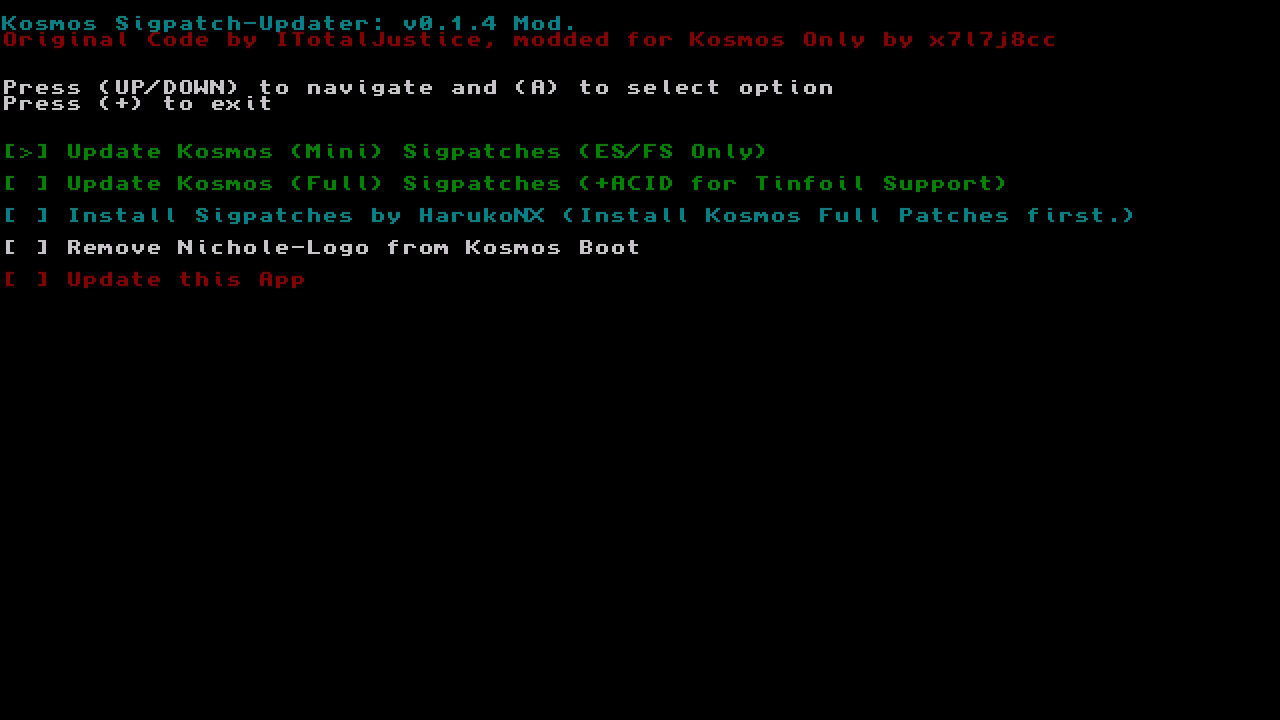 Kosmos Sigpatch-Updater: v0.1.4 Mod.
Original Code by ITotalJustice, modded for Kosmos Only by x7l7j8cc
Press (UP/DOWN) to navigate and (A) to select option
Press (+) to exit
[>] Update Kosmos (Mini) Sigpatches (ES/FS Only)
[ ] Update Kosmos (Full) Sigpatches (+ACID for Tinfoil Support)
[ ] Install Sigpatches by HarukoNX (Install Kosmos Full Patches first.)
[ ] Remove Nichole-Logo from Kosmos Boot
[ ] Update this App